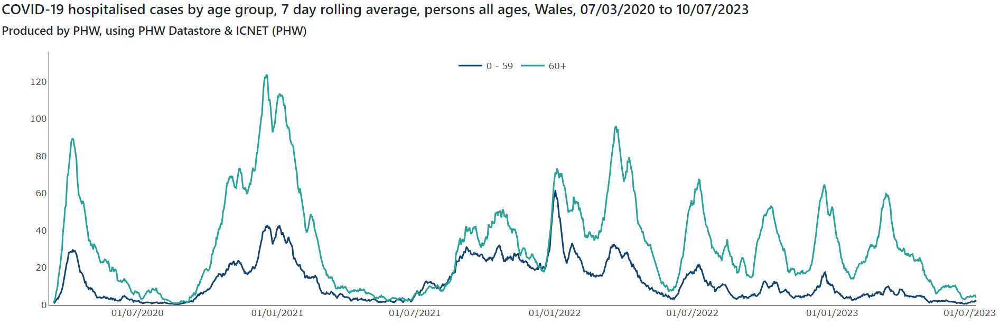 COVID-19 hospitalised cases by age group, 7 day rolling average, persons all ages, Wales, 07/03/2020 to 10/07/2023
Produced by PHW, using PHW Datastore & ICNET (PHW)
0 - 59 60+
120
100
80
60
40
20
0
01/07/2020 01/01/2021 01/07/2021 01/01/2022 01/07/2022 01/01/2023 01/07/2023